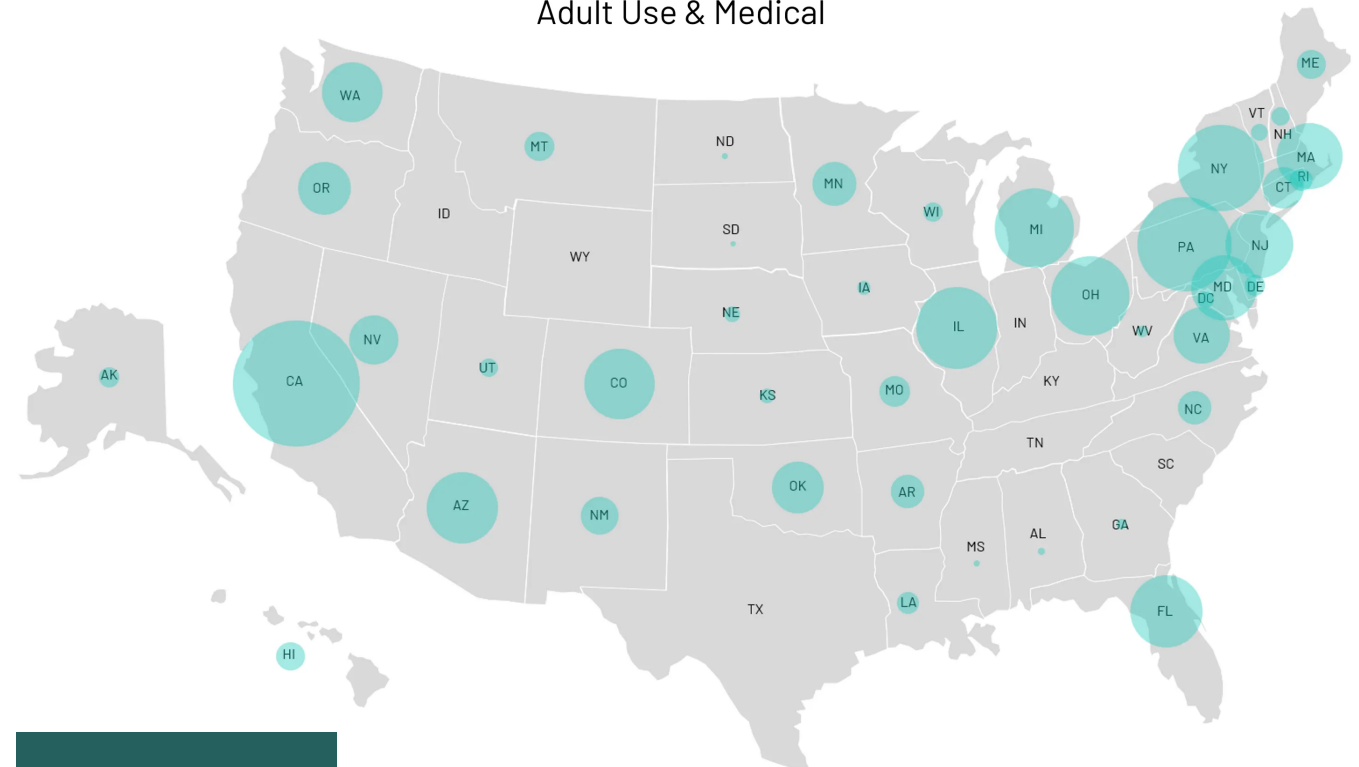 Adult Use & Medical
ME
WA
VT
NH
ND
MT
MA
NY
RI
MN
CT
OR
WI
ID
SD
MI
NJ
PA
WY
MD
DE
IA
OH
DC
NE
IN
IL
WV
VA
NV
UT
AK
CA
CO
KY
MO
KS
NC
TN
SC
OK
AR
AZ
NM
GA
AL
MS
LA
TX
FL
HI